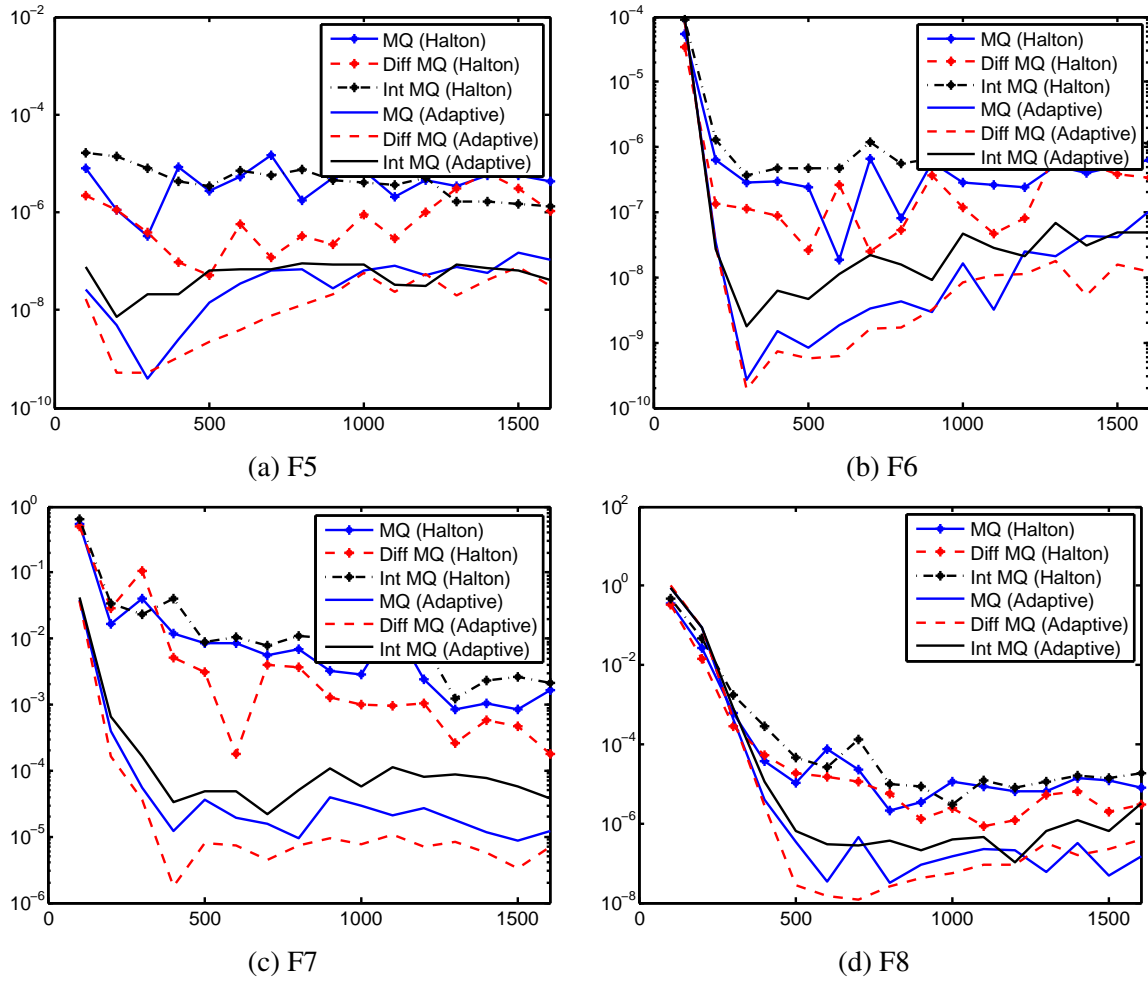 10^-2
10^-4
10^-6
10^-8
10^-10
0
500
1000
1500
MQ (Halton)
Diff MQ (Halton)
Int MQ (Halton)
MQ (Adaptive)
Diff MQ (Adaptive)
Int MQ (Adaptive)
(a) F5
10^-4
10^-5
10^-6
10^-7
10^-8
10^-9
10^-10
0
500
1000
1500
MQ (Halton)
Diff MQ (Halton)
Int MQ (Halton)
MQ (Adaptive)
Diff MQ (Adaptive)
Int MQ (Adaptive)
(b) F6
10^0
10^-1
10^-2
10^-3
10^-4
10^-5
10^-6
0
500
1000
1500
MQ (Halton)
Diff MQ (Halton)
Int MQ (Halton)
MQ (Adaptive)
Diff MQ (Adaptive)
Int MQ (Adaptive)
(c) F7
10^2
10^0
10^-2
10^-4
10^-6
10^-8
0
500
1000
1500
MQ (Halton)
Diff MQ (Halton)
Int MQ (Halton)
MQ (Adaptive)
Diff MQ (Adaptive)
Int MQ (Adaptive)
(d) F8